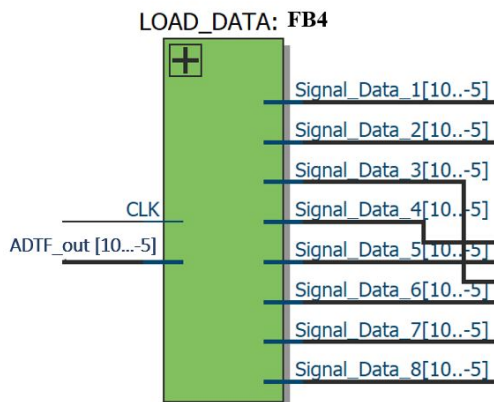 LOAD_DATA: FB4
Signal_Data_1[10..-5]
Signal_Data_2[10..-5]
Signal_Data_3[10..-5]
CLK
Signal_Data_4[10..-5]
ADTF_out [10...-5]
Signal_Data_5[10..-5]
Signal_Data_6[10..-5]
Signal_Data_7[10..-5]
Signal_Data_8[10..-5]